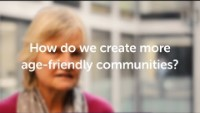 How do we create more
age-friendly communities?